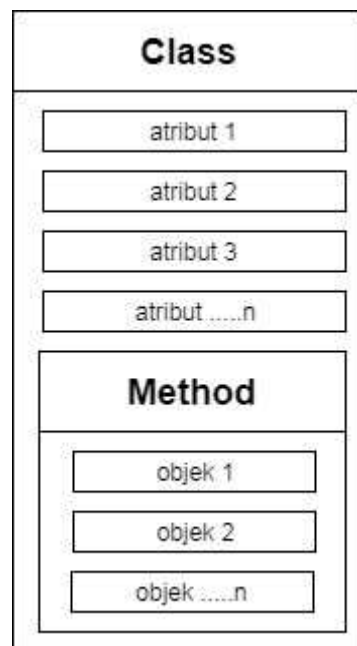 Class
atribut 1
atribut 2
atribut 3
atribut .....n
Method
objek 1
objek 2
objek .....n